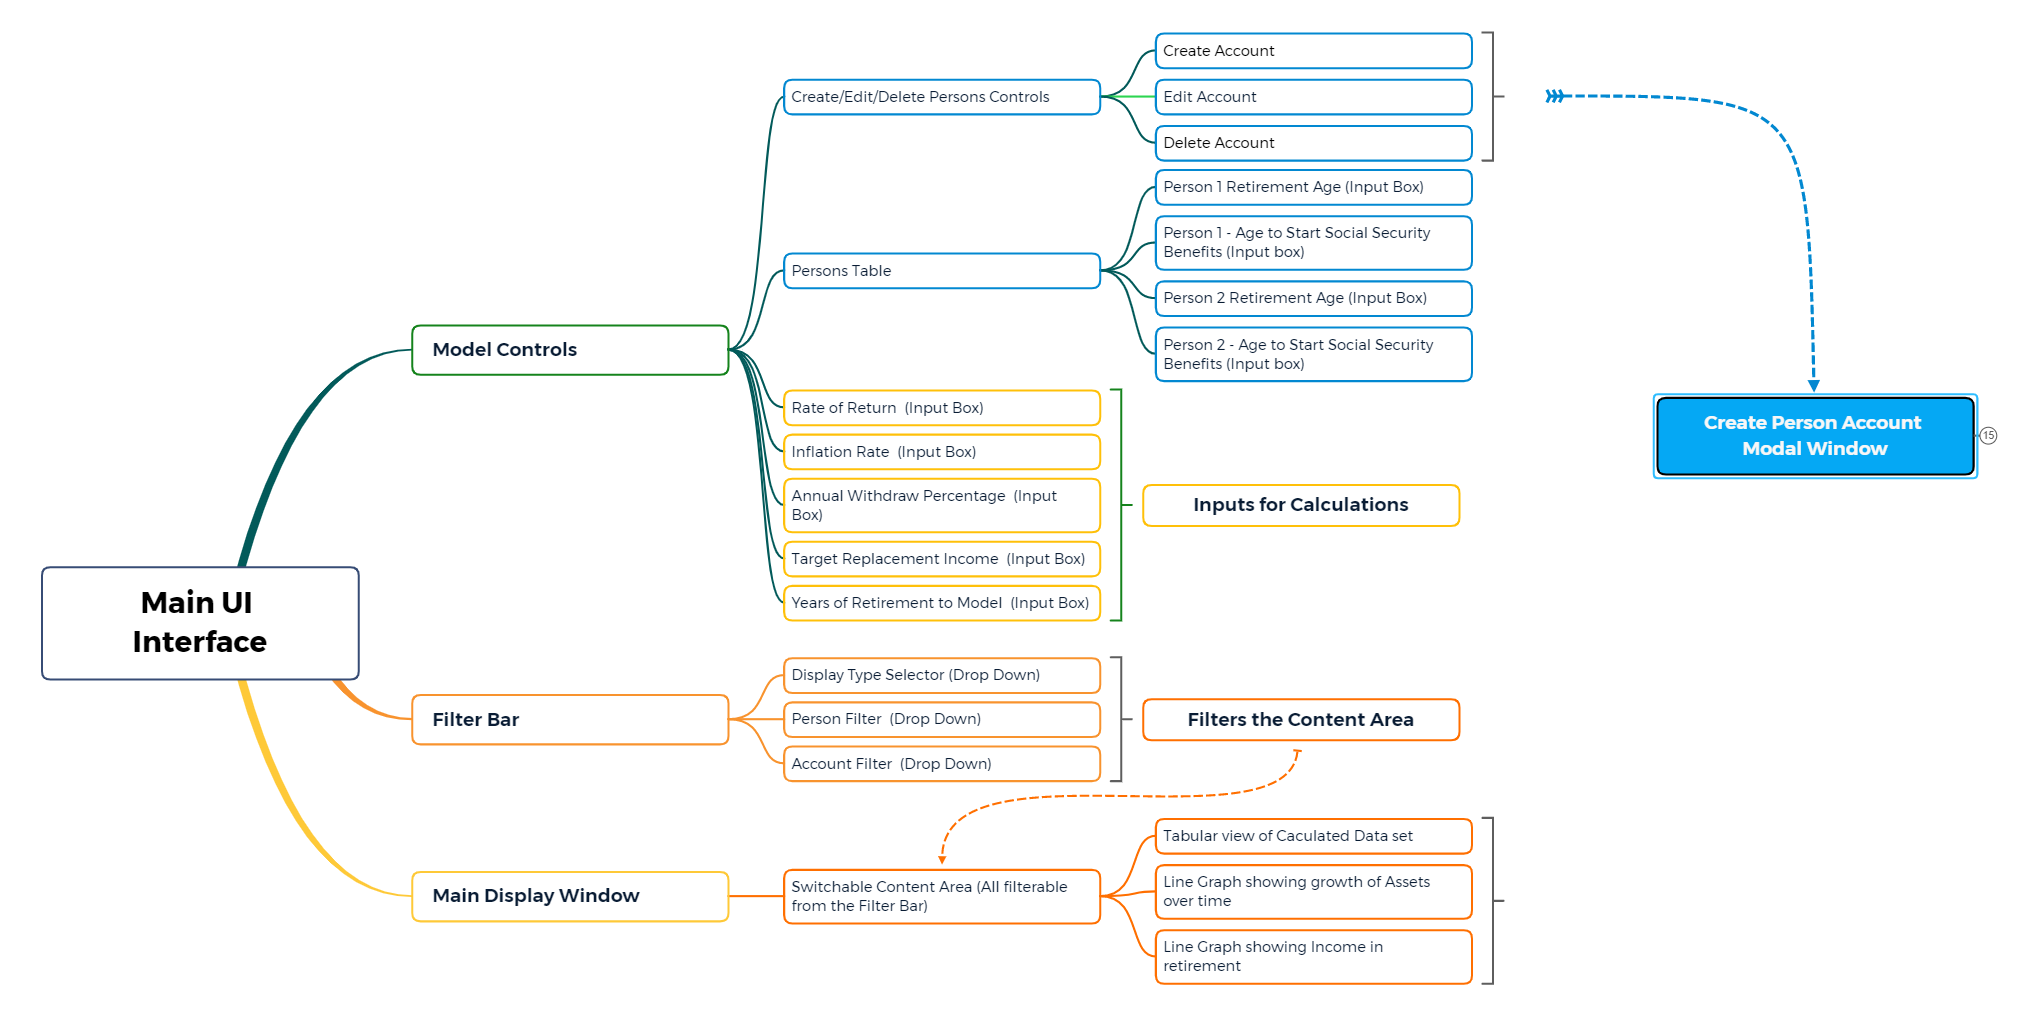 Create Account
Create/Edit/Delete Persons Controls
Edit Account
Delete Account
Person 1 Retirement Age (Input Box)
Person 1 - Age to Start Social Security
Benefits (Input box)
Persons Table
Person 2 Retirement Age (Input Box)
Person 2 - Age to Start Social Security
Benefits (Input box)
Model Controls
Rate of Return  (Input Box)
Inflation Rate  (Input Box)
Annual Withdraw Percentage  (Input
Box)
Target Replacement Income  (Input Box)
Years of Retirement to Model  (Input Box)
Inputs for Calculations
Create Person Account
Modal Window
15
Main UI
Interface
Filter Bar
Display Type Selector (Drop Down)
Person Filter  (Drop Down)
Account Filter  (Drop Down)
Filters the Content Area
Main Display Window
Switchable Content Area (All filterable
from the Filter Bar)
Tabular view of Caculated Data set
Line Graph showing growth of Assets
over time
Line Graph showing Income in
retirement